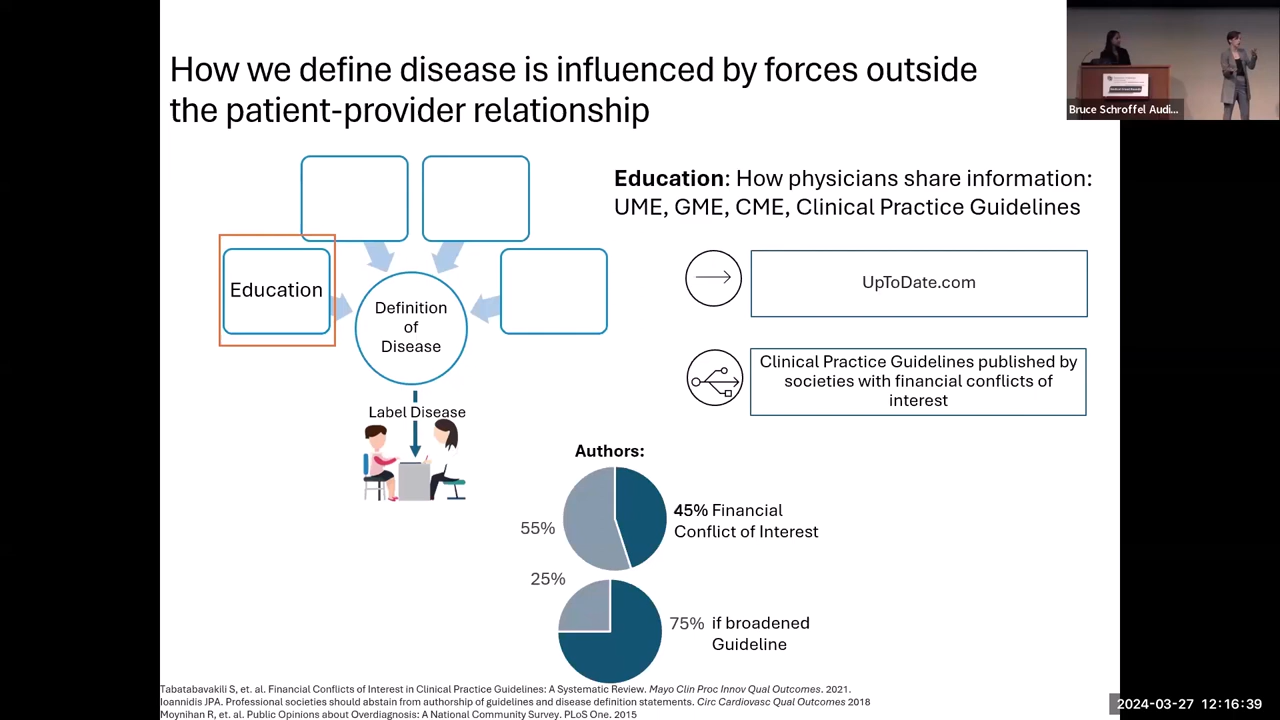 How we define disease is influenced by forces outside
the patient-provider relationship
Bruce Schroffel Audi...
Education: How physicians share information:
UME, GME, CME, Clinical Practice Guidelines
Education
Definition
of
Disease
Label Disease
UpToDate.com
Clinical Practice Guidelines published by
societies with financial conflicts of
interest
Authors:
45% Financial
Conflict of Interest
55%
25%
75% if broadened
Guideline
Tabatabavakili S, et. al. Financial Conflicts of Interest in Clinical Practice Guidelines: A Systematic Review. Mayo Clin Proc Innov Qual Outcomes. 2021.
Ioannidis JPA. Professional societies should abstain from authorship of guidelines and disease definition statements. Circ Cardiovasc Qual Outcomes 2018
Moynihan R, et. al. Public Opinions about Overdiagnosis: A National Community Survey. PLoS One. 2015
2024-03-27 12:16:39